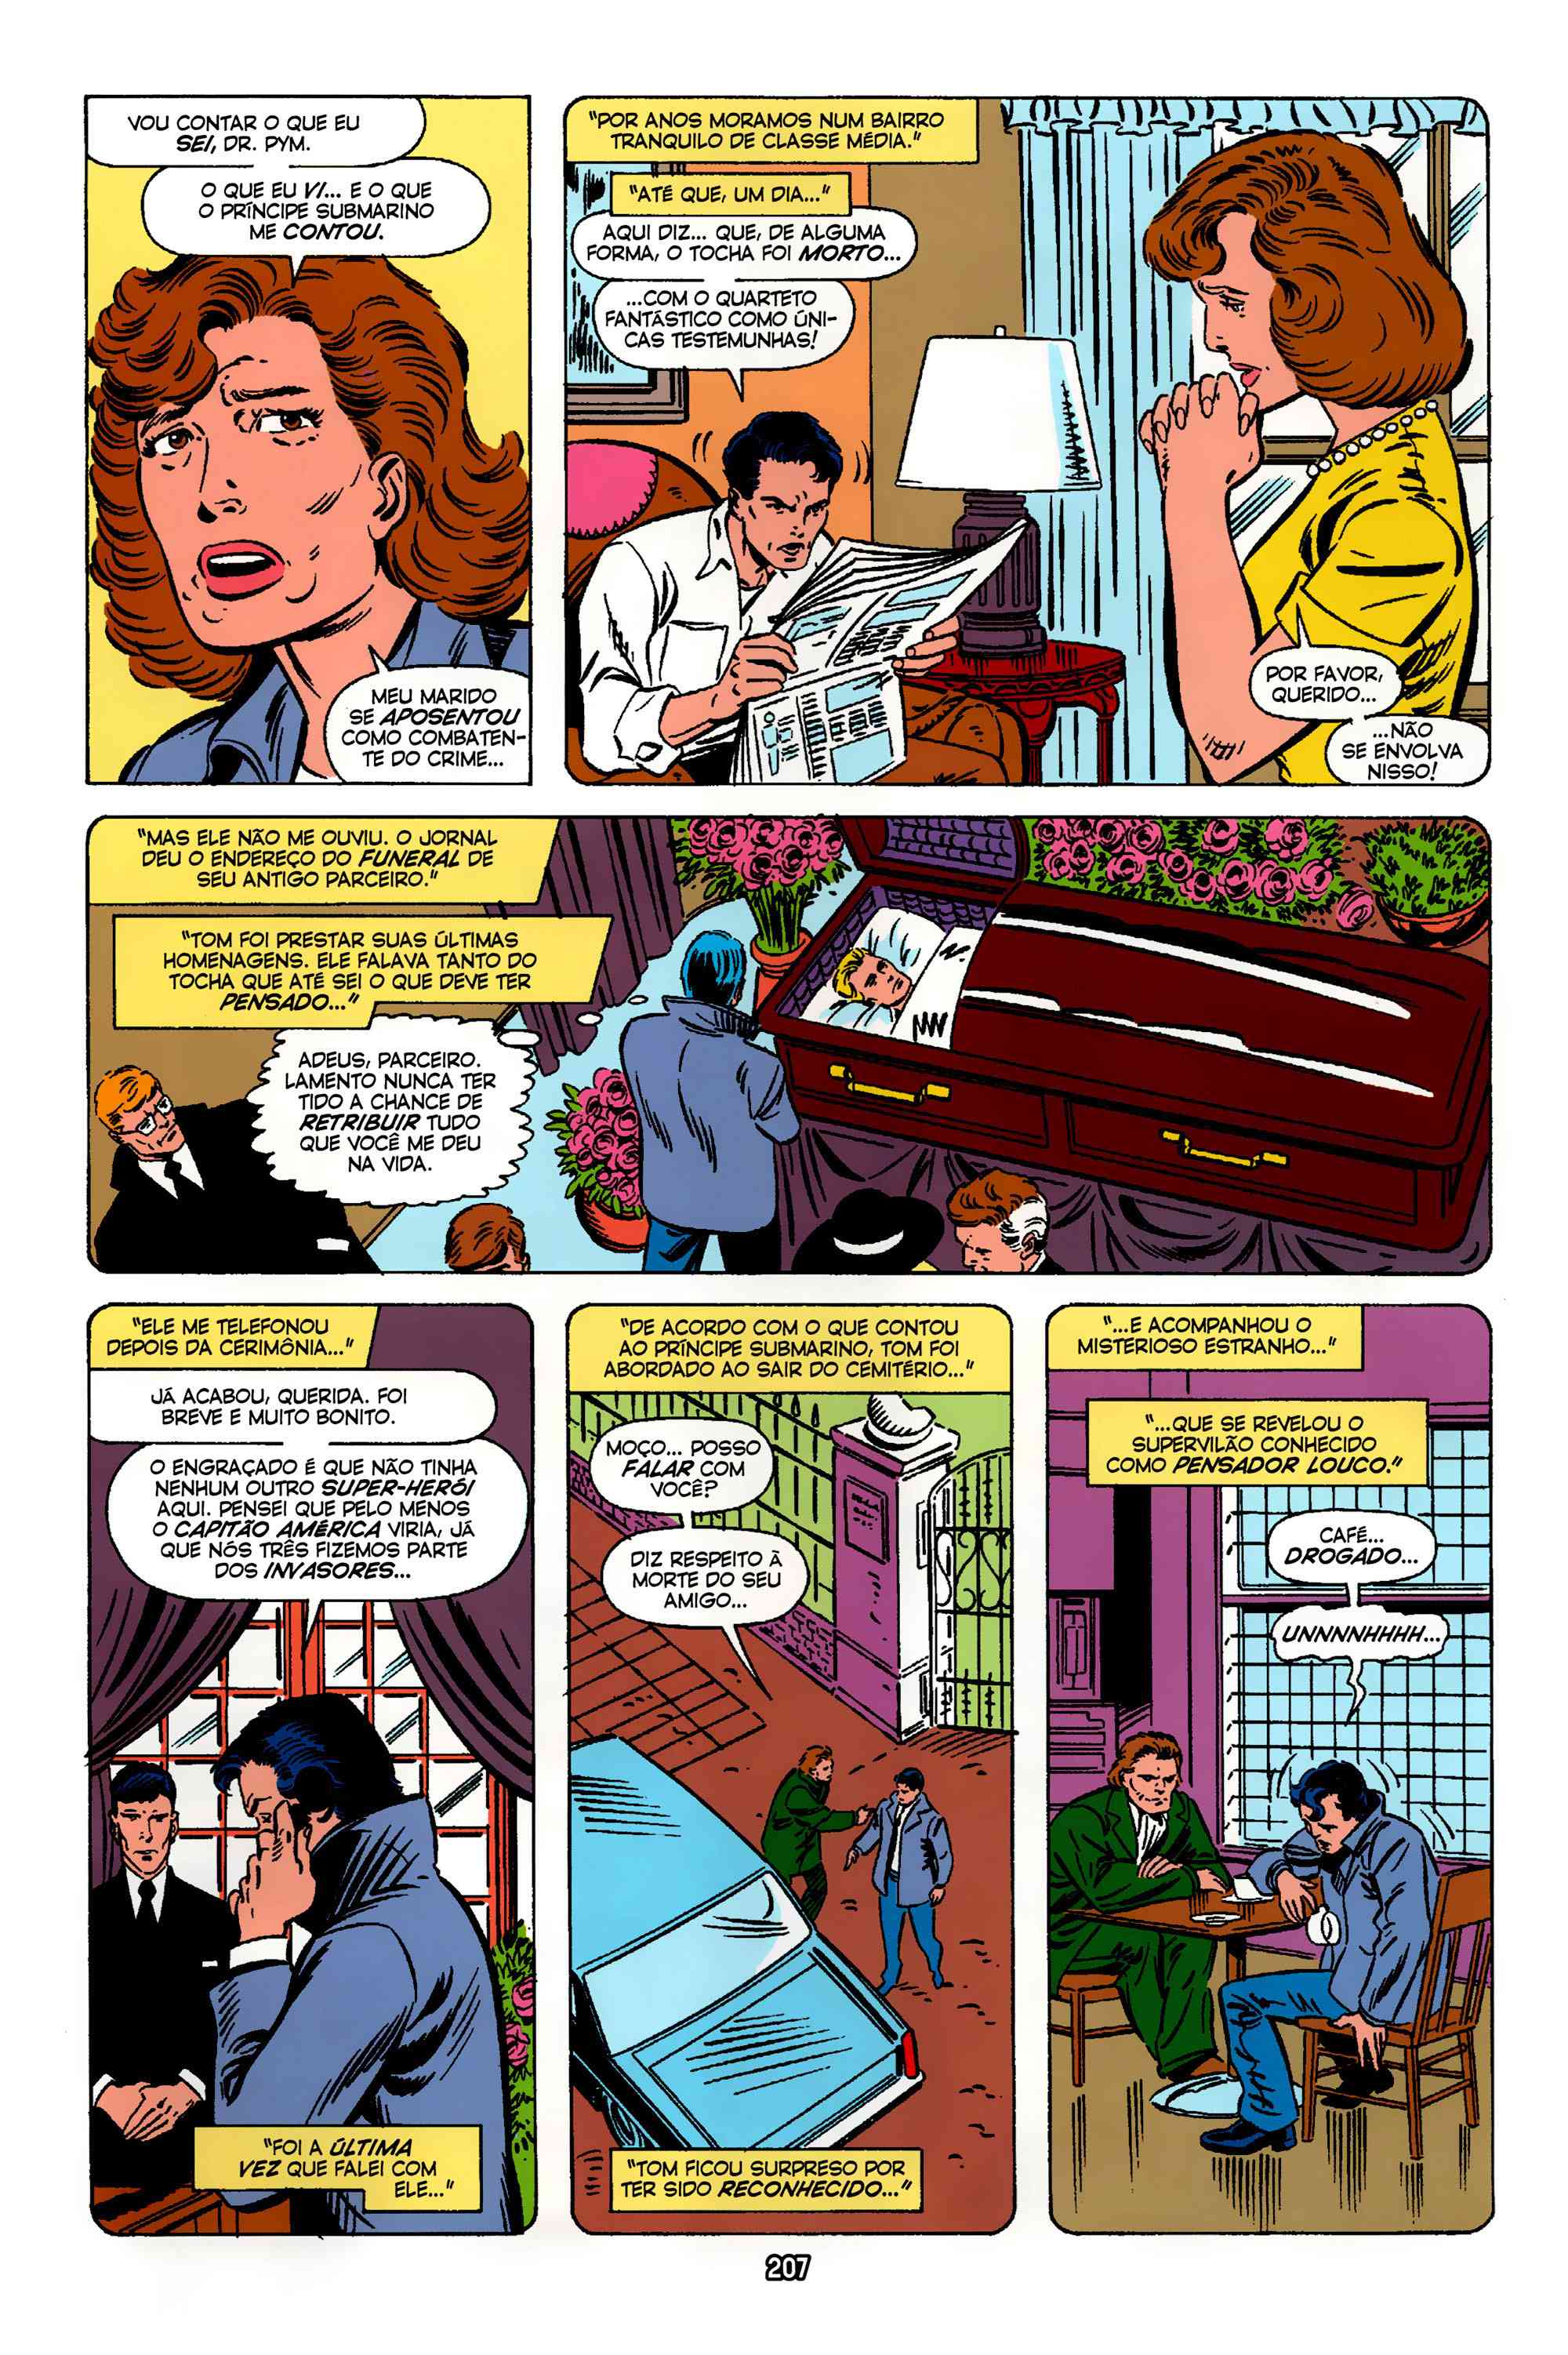 VOU CONTAR O QUE EU
SEI, DR. PYM.
O QUE EU VI... E O QUE
O PRÍNCIPE SUBMARINO
ME CONTOU.
MEU MARIDO
SE APOSENTOU
COMO COMBATEN-
TE DO CRIME...
"POR ANOS MORAMOS NUM BAIRRO
TRANQUILO DE CLASSE MÉDIA."
"ATÉ QUE, UM DIA..."
AQUI DIZ... QUE, DE ALGUMA
FORMA, O TOCHA FOI MORTO...
...COM O QUARTETO
FANTÁSTICO COMO ÚNI-
CAS TESTEMUNHAS!
POR FAVOR,
QUERIDO...
...NÃO
SE ENVOLVA
NISSO!
"MAS ELE NÃO ME OUVIU. O JORNAL
DEU O ENDEREÇO DO FUNERAL DE
SEU ANTIGO PARCEIRO."
"TOM FOI PRESTAR SUAS ÚLTIMAS
HOMENAGENS. ELE FALAVA TANTO DO
TOCHA QUE ATÉ SEI O QUE DEVE TER
PENSADO..."
ADEUS, PARCEIRO.
LAMENTO NUNCA TER
TIDO A CHANCE DE
RETRIBUIR TUDO
QUE VOCÊ ME DEU
NA VIDA.
"ELE ME TELEFONOU
DEPOIS DA CERIMÔNIA..."
JÁ ACABOU, QUERIDA. FOI
BREVE E MUITO BONITO.
O ENGRAÇADO É QUE NÃO TINHA
NENHUM OUTRO SUPER-HERÓI
AQUI. PENSEI QUE PELO MENOS
O CAPITÃO AMÉRICA VIRIA, JÁ
QUE NÓS TRÊS FIZEMOS PARTE
DOS INVASORES...
"FOI A ÚLTIMA
VEZ QUE FALEI COM
ELE..."
"DE ACORDO COM O QUE CONTOU
AO PRÍNCIPE SUBMARINO, TOM FOI
ABORDADO AO SAIR DO CEMITÉRIO..."
MOÇO... POSSO
FALAR COM
VOCÊ?
DIZ RESPEITO À
MORTE DO SEU
AMIGO...
"TOM FICOU SURPRESO POR
TER SIDO RECONHECIDO..."
"...E ACOMPANHOU O
MISTERIOSO ESTRANHO..."
"...QUE SE REVELOU O
SUPERVILÃO CONHECIDO
COMO PENSADOR LOUCO."
CAFÉ...
DROGADO...
UNNNNHHHH...
207